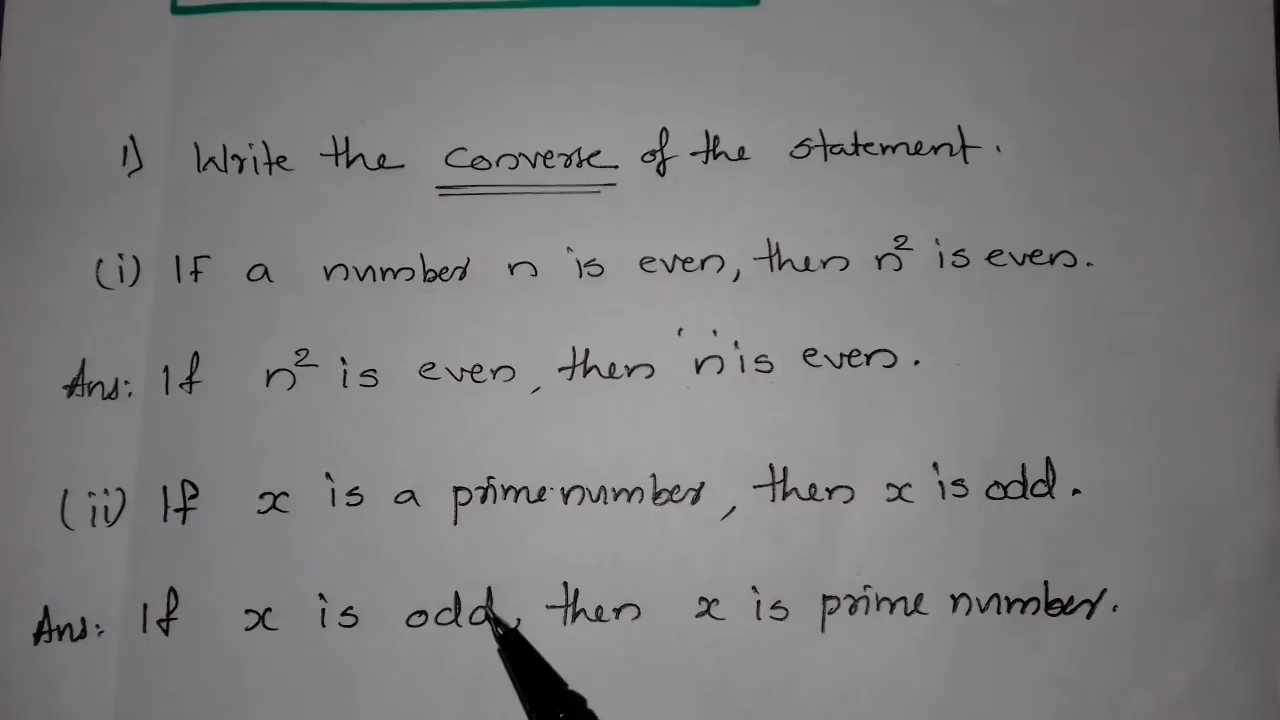 1) Write the converse of the statement.
(i) If a number n is even, then n² is even.
Ans: If n² is even, then 'n' is even.
(ii) If x is a prime number, then x is odd.
Ans: If x is odd, then x is prime number.